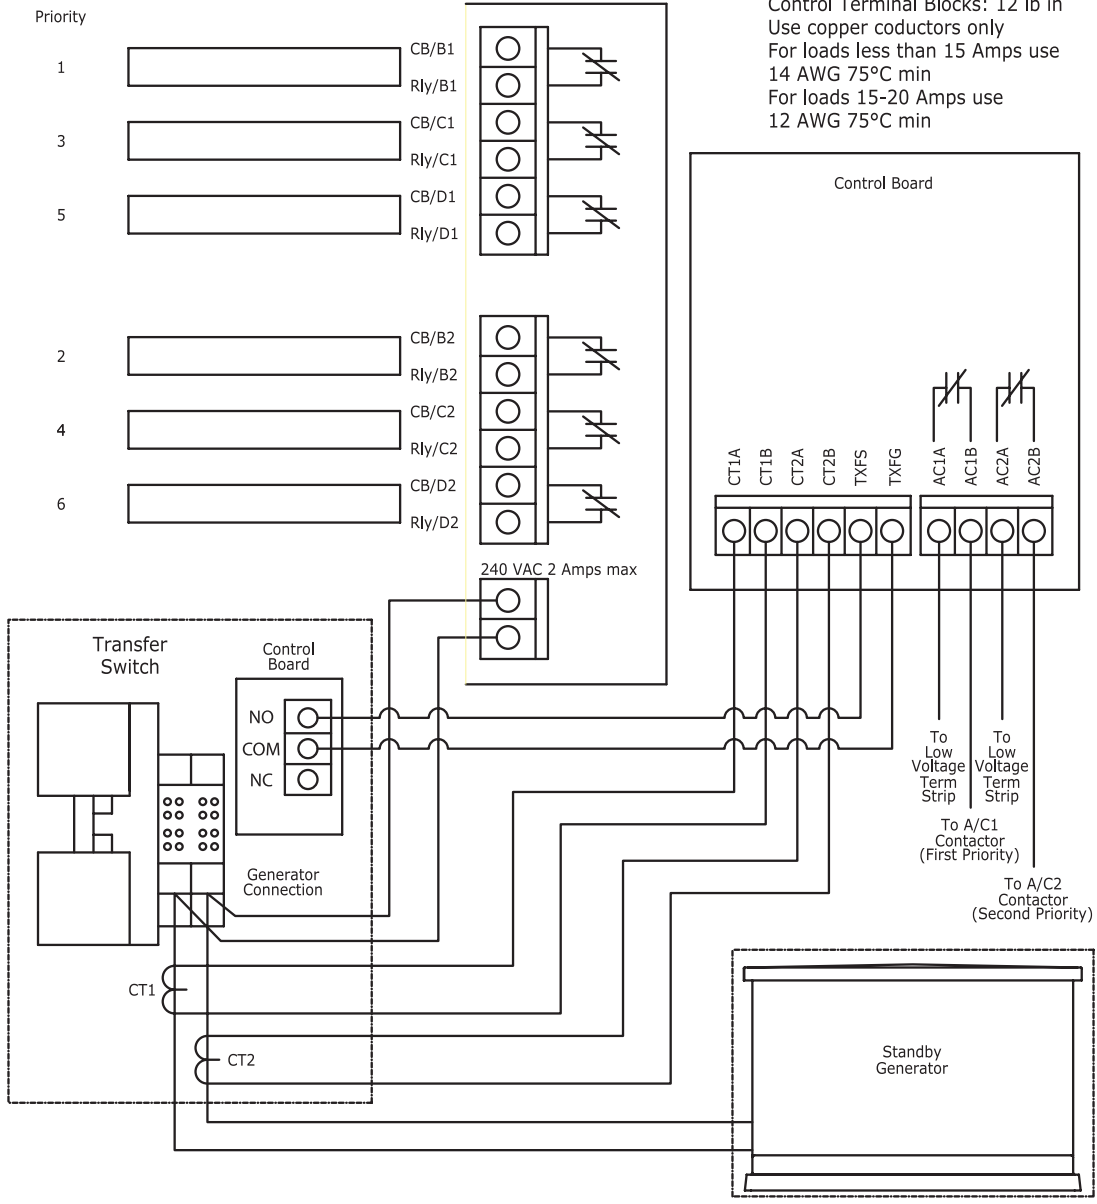 Control Terminal Blocks: 12 lb in
Use copper coductors only
For loads less than 15 Amps use
14 AWG 75°C min
For loads 15-20 Amps use
12 AWG 75°C min
Priority
1
CB/B1
Rly/B1
3
CB/C1
Rly/C1
5
CB/D1
Rly/D1
2
CB/B2
Rly/B2
4
CB/C2
Rly/C2
6
CB/D2
Rly/D2
240 VAC 2 Amps max
Control Board
CT1A
CT1B
CT2A
CT2B
TXFS
TXFG
AC1A
AC1B
AC2A
AC2B
To
Low
Voltage
Term
Strip
To
Low
Voltage
Term
Strip
To A/C1
Contactor
(First Priority)
To A/C2
Contactor
(Second Priority)
Transfer
Switch
Control
Board
NO
COM
NC
Generator
Connection
CT1
CT2
Standby
Generator